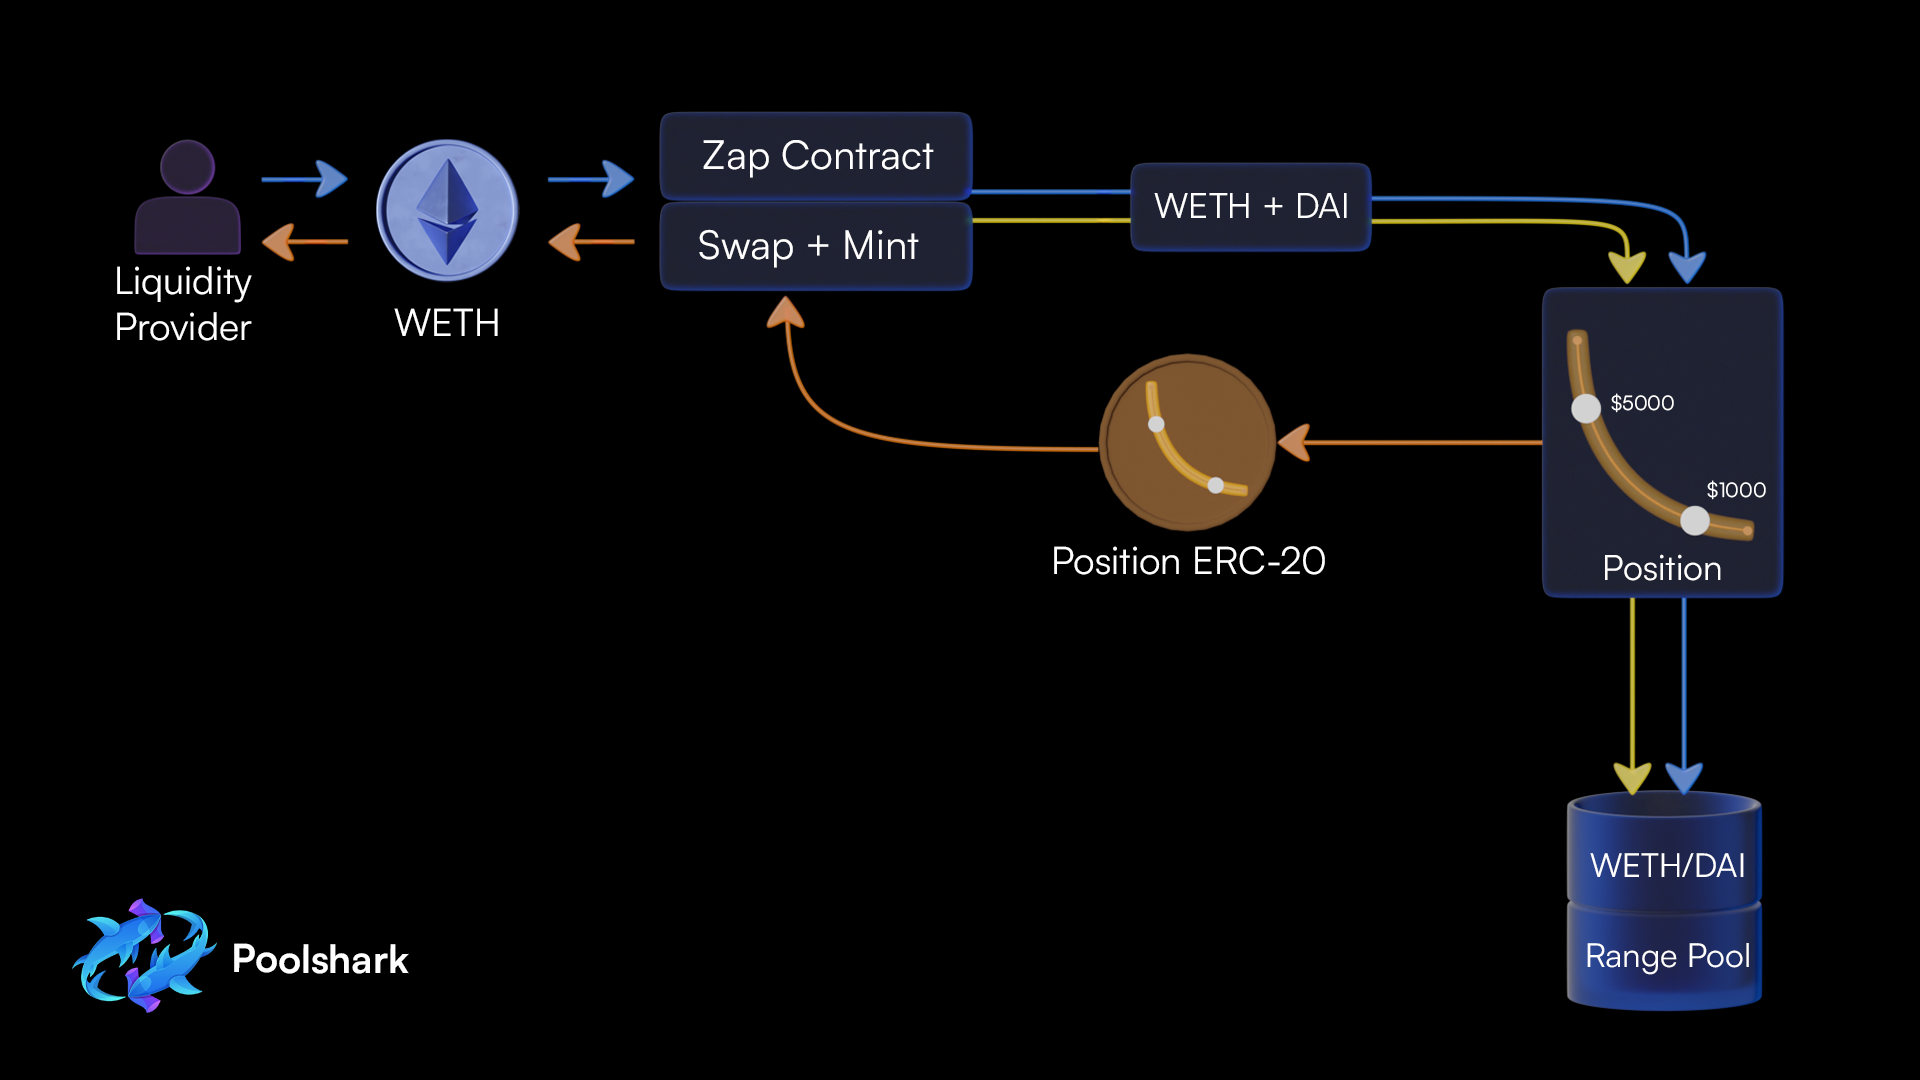 Zap Contract
Swap + Mint
WETH + DAI
Liquidity
Provider
WETH
$5000
$1000
Position
Position ERC-20
WETH/DAI
Range Pool
Poolshark